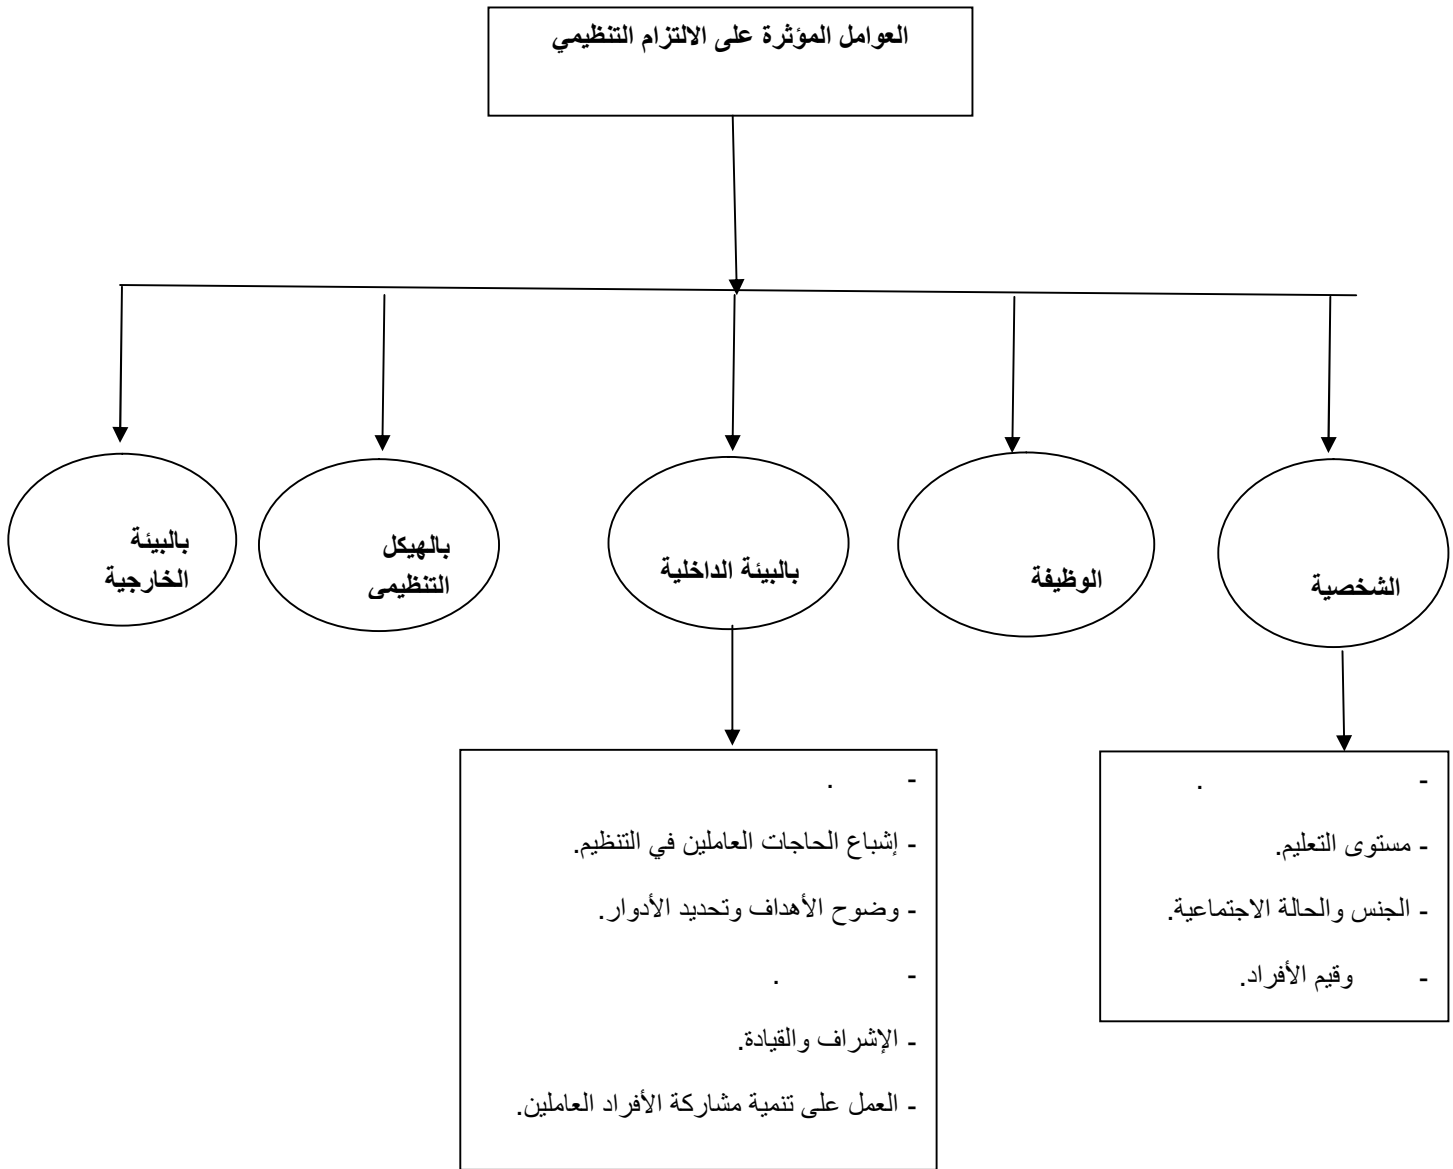 العوامل المؤثرة على الالتزام التنظيمي
الشخصية
الوظيفة
بالبيئة الداخلية
بالهيكل
التنظيمى
بالبيئة
الخارجية
- .
- مستوى التعليم.
- الجنس والحالة الاجتماعية.
- وقيم الأفراد.
- .
- إشباع الحاجات العاملين في التنظيم.
- وضوح الأهداف وتحديد الأدوار.
- .
- الإشراف والقيادة.
- العمل على تنمية مشاركة الأفراد العاملين.